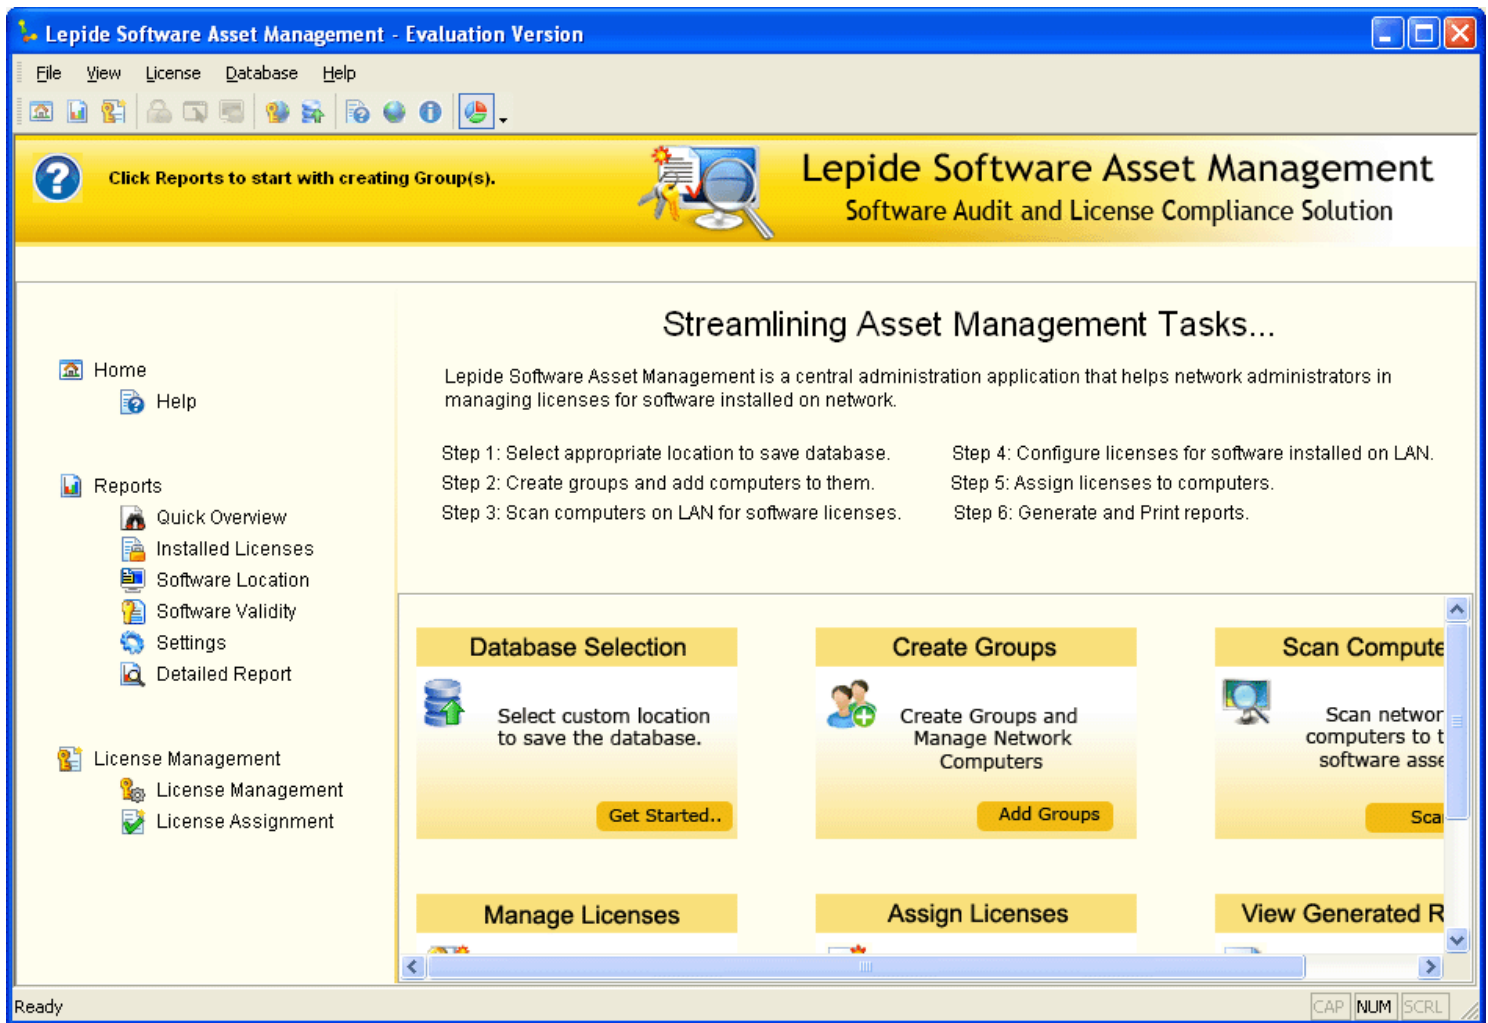 Lepide Software Asset Management - Evaluation Version
File View License Database Help
Click Reports to start with creating Group(s).
Lepide Software Asset Management
Software Audit and License Compliance Solution
Streamlining Asset Management Tasks...
Lepide Software Asset Management is a central administration application that helps network administrators in
managing licenses for software installed on network.
Step 1: Select appropriate location to save database.
Step 2: Create groups and add computers to them.
Step 3: Scan computers on LAN for software licenses.
Step 4: Configure licenses for software installed on LAN.
Step 5: Assign licenses to computers.
Step 6: Generate and Print reports.
Home
Help
Reports
Quick Overview
Installed Licenses
Software Location
Software Validity
Settings
Detailed Report
License Management
License Management
License Assignment
Database Selection
Select custom location
to save the database.
Get Started..
Create Groups
Create Groups and
Manage Network
Computers
Add Groups
Scan Compute
Scan networ
computers to t
software asse
Sca
Manage Licenses
Assign Licenses
View Generated R
Ready
CAP NUM SCRL